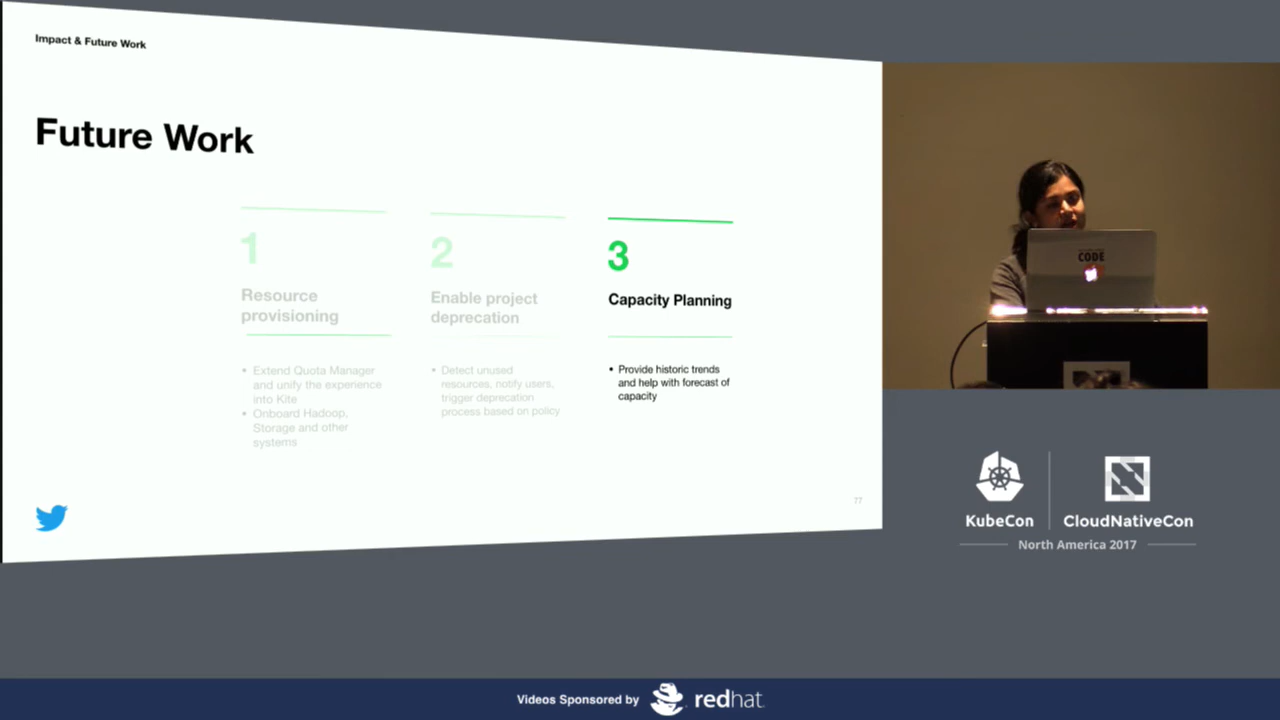 Impact & Future Work
Future Work
1
Resource
provisioning
• Extend Quota Manager
and unify the experience
into Kite
• Onboard Hadoop,
Storage and other
systems
2
Enable project
deprecation
• Detect unused
resources, notify users,
trigger deprecation
process based on policy
3
Capacity Planning
• Provide historic trends
and help with forecast of
capacity
77
CODE
KubeCon
CloudNativeCon
North America 2017
Videos Sponsored by
redhat